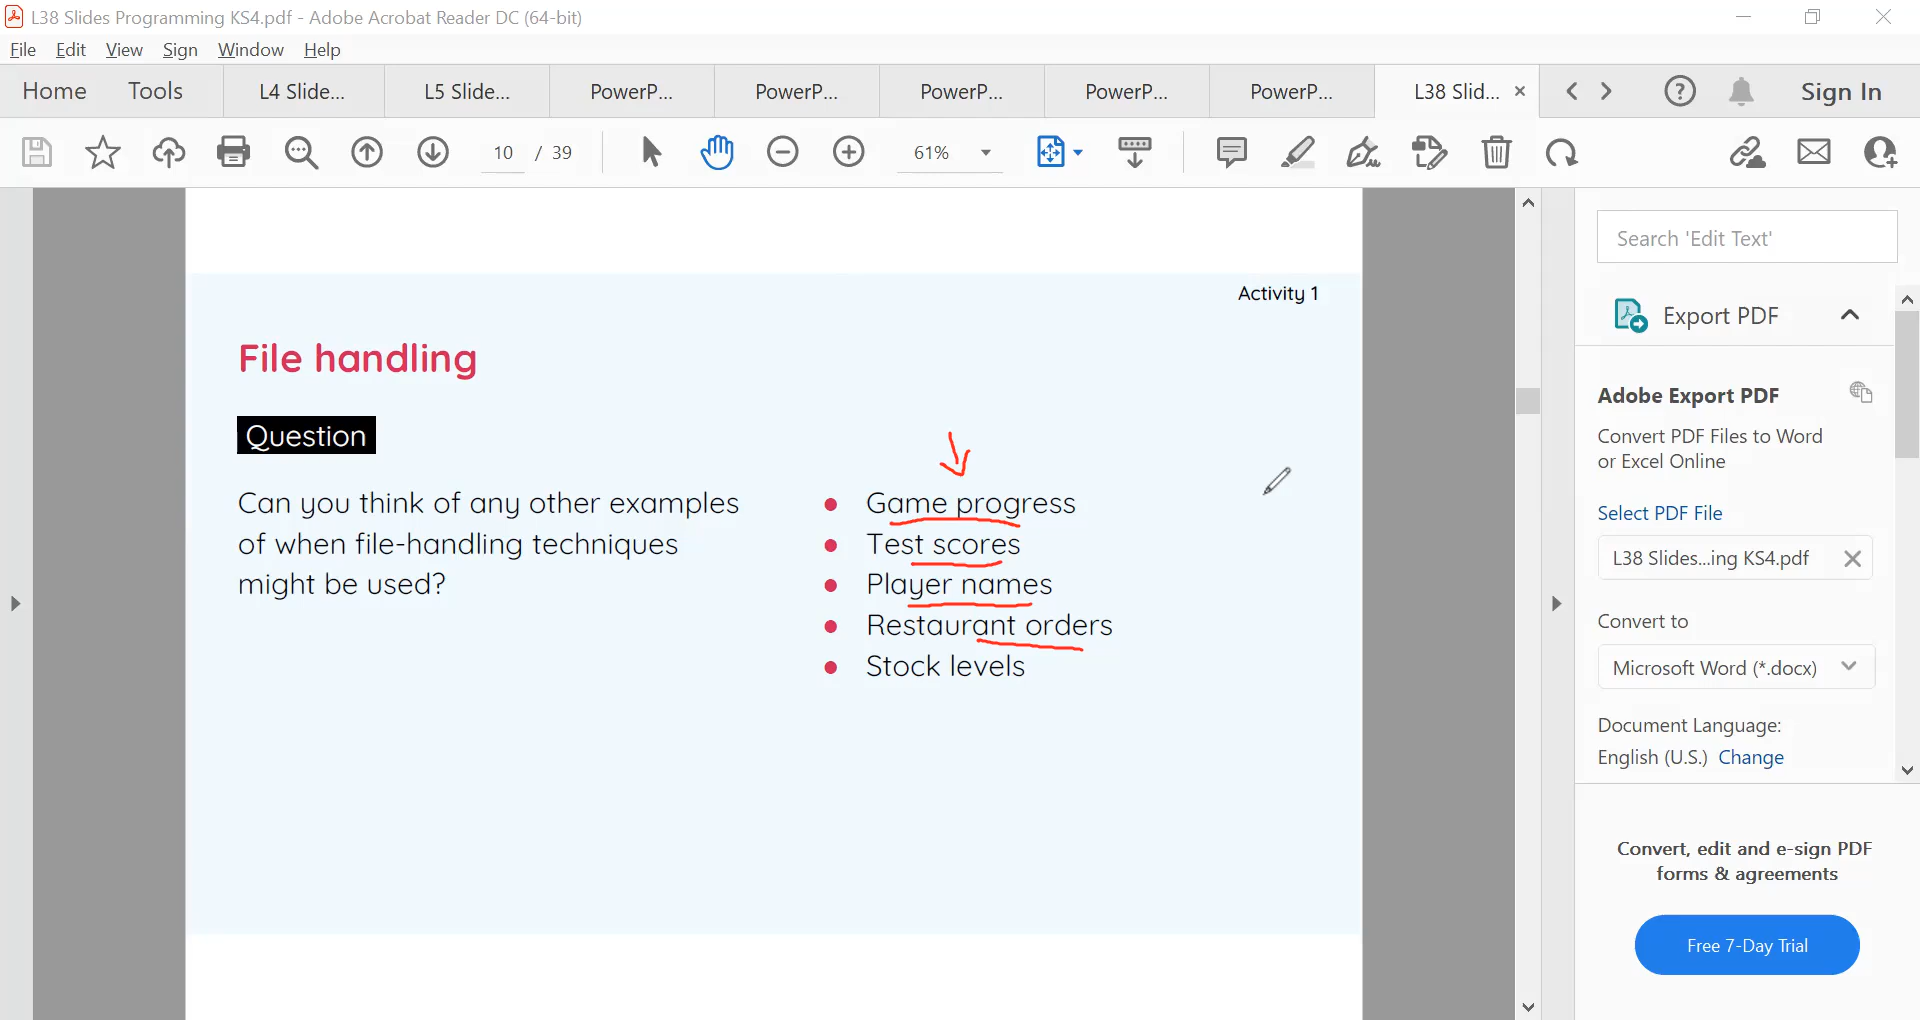 L38 Slides Programming KS4.pdf - Adobe Acrobat Reader DC (64-bit)
File Edit View Sign Window Help
Home Tools L4 Slide... L5 Slide... PowerP... PowerP... PowerP... PowerP... PowerP... L38 Slid... Sign In
10 / 39 61%
Search 'Edit Text'
Export PDF
Adobe Export PDF
Convert PDF Files to Word
or Excel Online
Select PDF File
L38 Slides...ing KS4.pdf
Convert to
Microsoft Word (*.docx)
Document Language:
English (U.S.) Change
Convert, edit and e-sign PDF
forms & agreements
Free 7-Day Trial
Activity 1
File handling
Question
Can you think of any other examples
of when file-handling techniques
might be used?
Game progress
Test scores
Player names
Restaurant orders
Stock levels